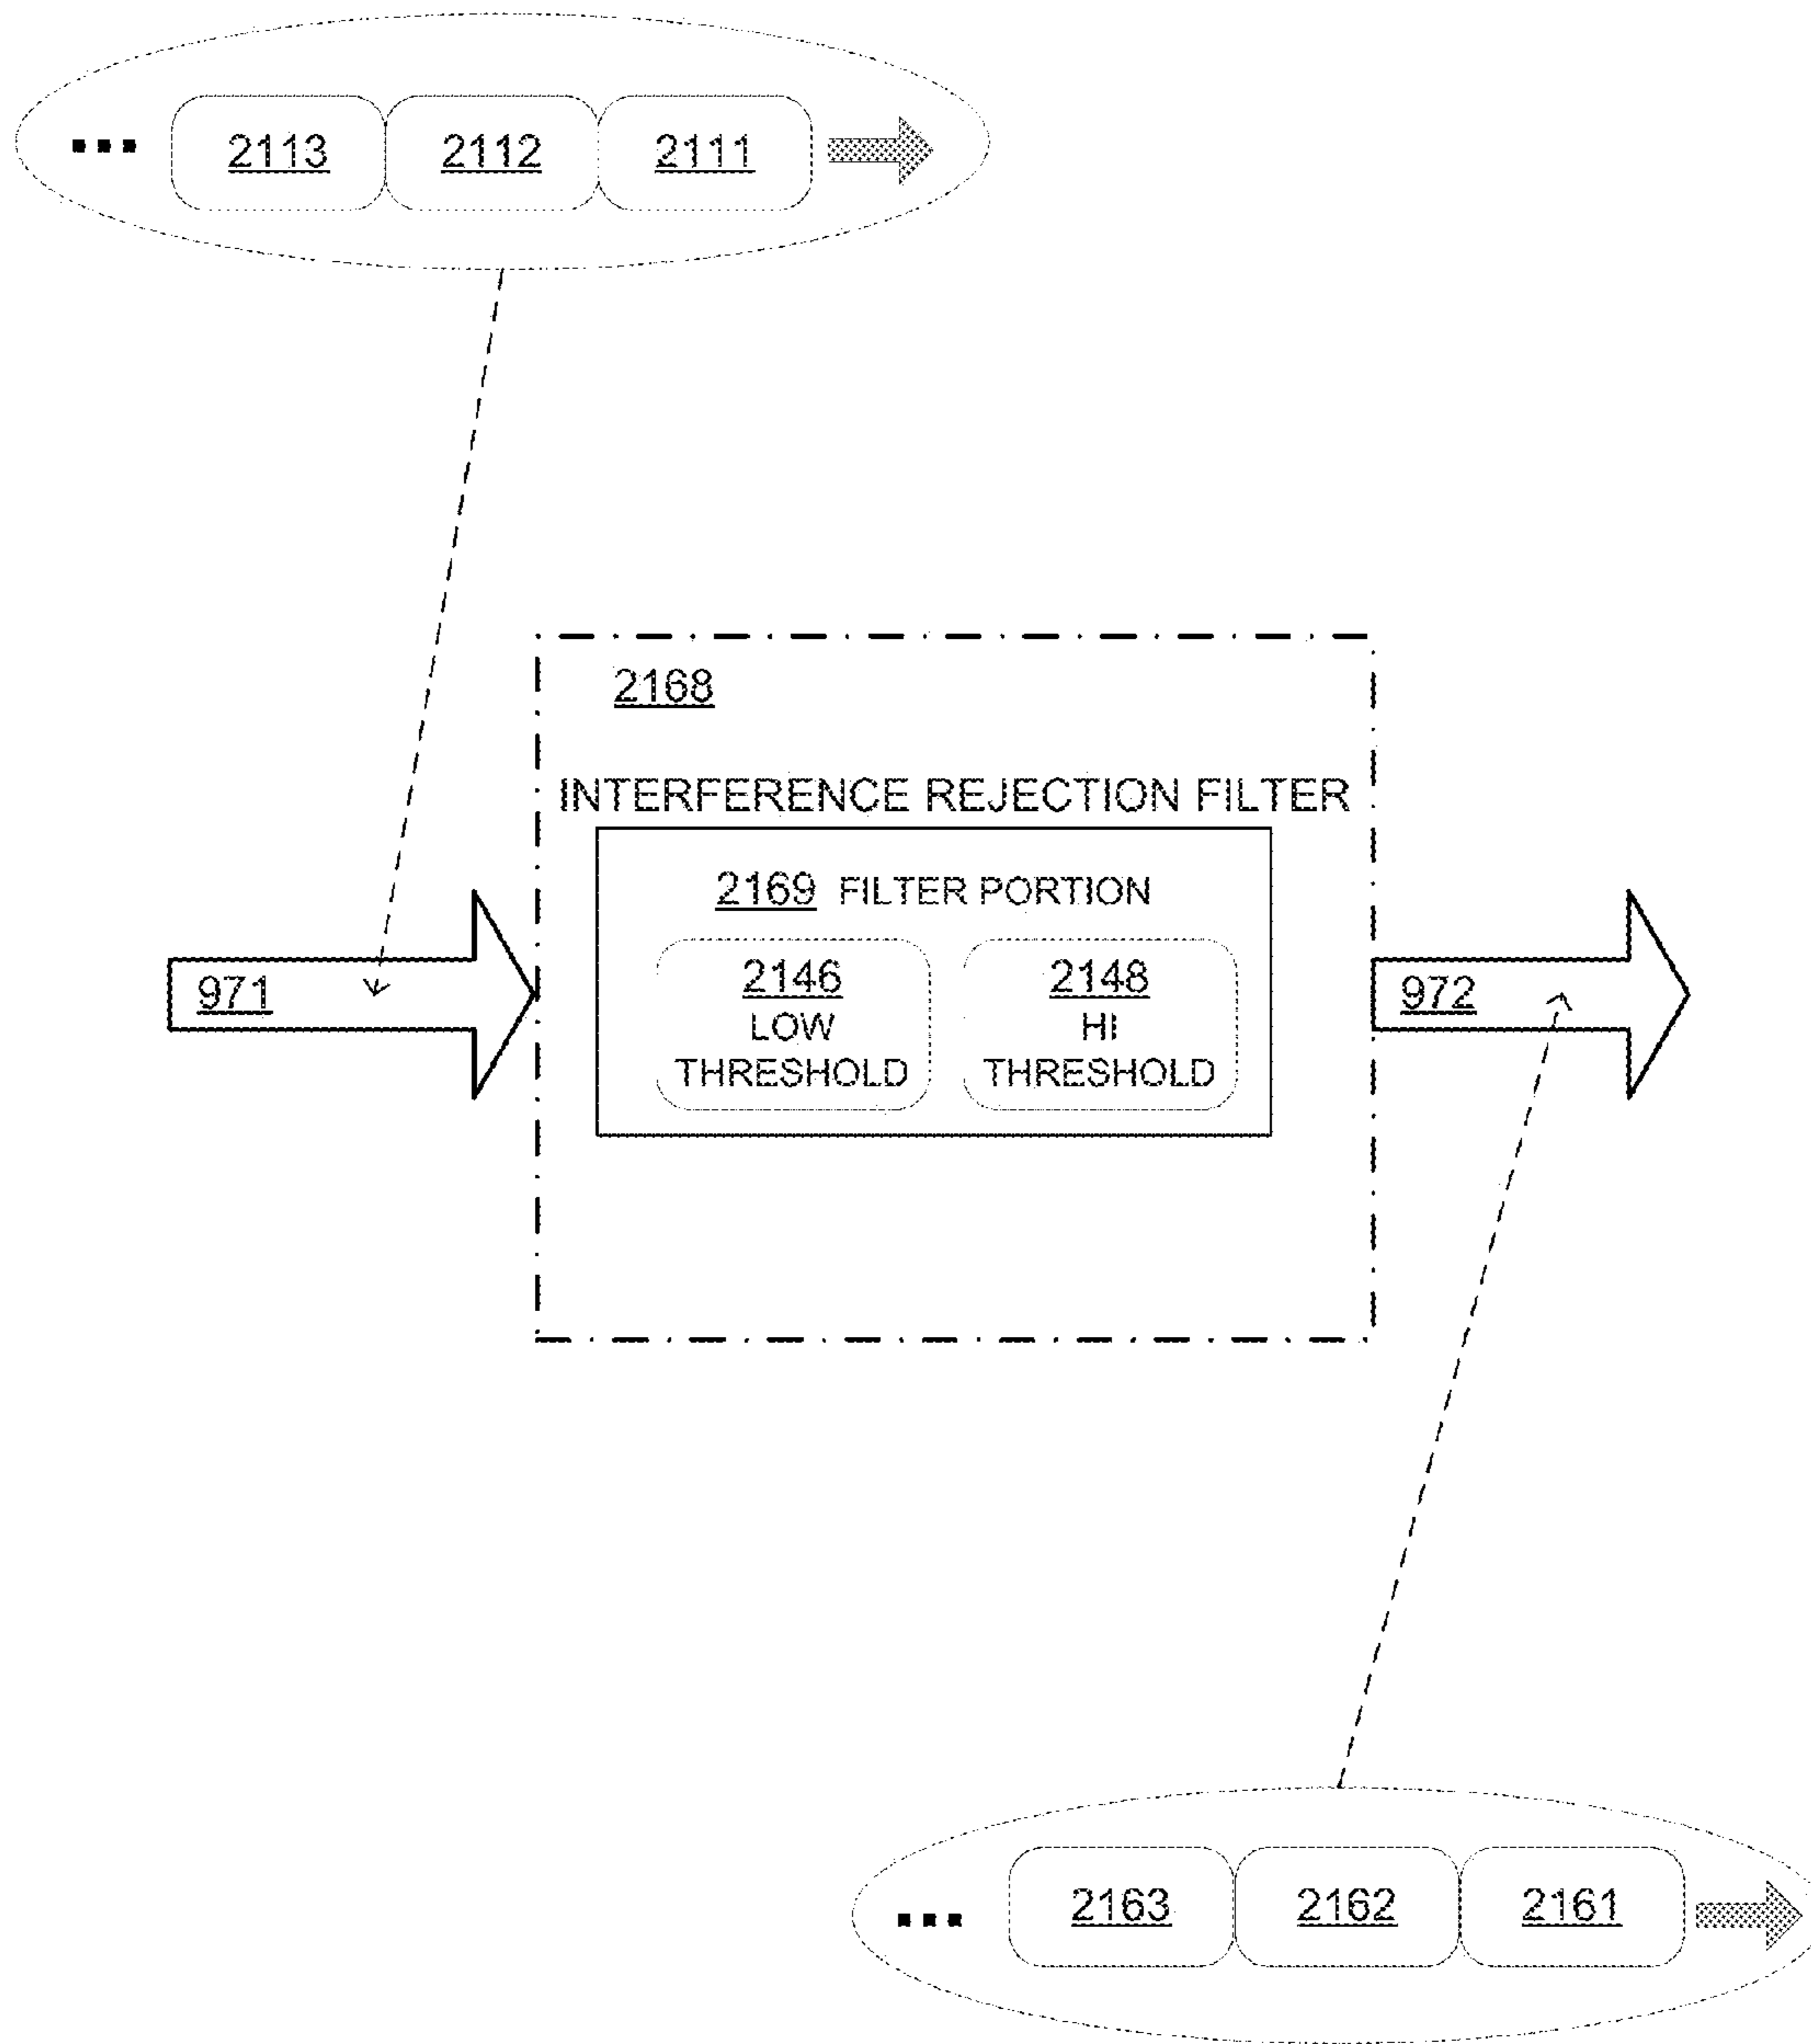 ... 2113 2112 2111
2168
INTERFERENCE REJECTION FILTER
2169 FILTER PORTION
2146
LOW
THRESHOLD
2148
HI
THRESHOLD
971
972
... 2163 2162 2161